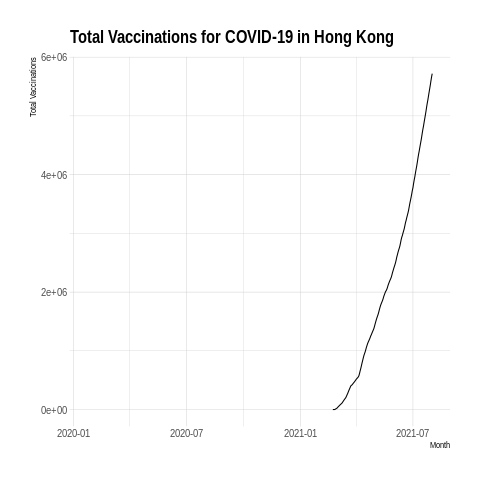 Total Vaccinations for COVID-19 in Hong Kong
Total Vaccinations
6e+06
4e+06
2e+06
0e+00
2020-01 2020-07 2021-01 2021-07
Month